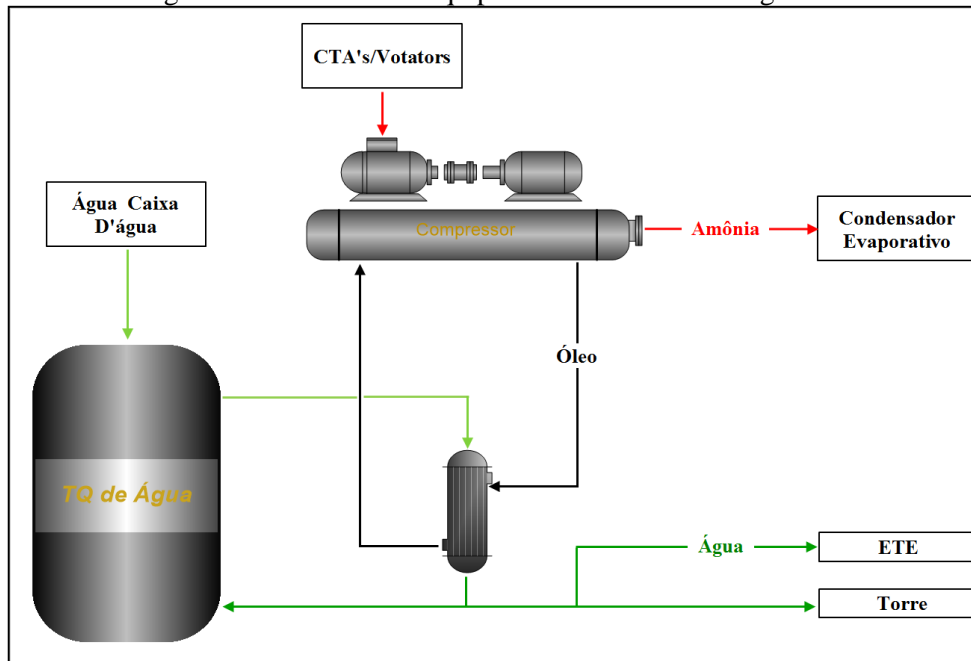 CTA's/Votators
Água Caixa
D'água
Compressor
Amônia
Condensador
Evaporativo
Óleo
TQ de Água
Água
ETE
Torre